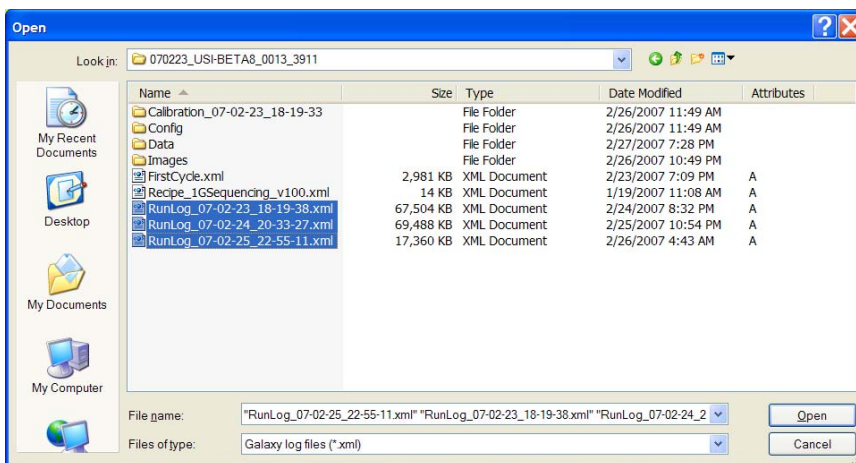 Open
Look in: 070223_USI-BETA8_0013_3911
Name Size Type Date Modified Attributes
Calibration_07-02-23_18-19-33 File Folder 2/26/2007 11:49 AM
Config File Folder 2/26/2007 11:49 AM
Data File Folder 2/27/2007 7:28 PM
Images File Folder 2/26/2007 10:49 PM
FirstCycle.xml 2,981 KB XML Document 2/23/2007 7:09 PM A
Recipe_1GSequencing_v100.xml 14 KB XML Document 1/19/2007 11:08 AM A
RunLog_07-02-23_18-19-38.xml 67,504 KB XML Document 2/24/2007 8:32 PM A
RunLog_07-02-24_20-33-27.xml 69,488 KB XML Document 2/25/2007 10:54 PM A
RunLog_07-02-25_22-55-11.xml 17,360 KB XML Document 2/26/2007 4:43 AM A
My Recent
Documents
Desktop
My Documents
My Computer
File name: "RunLog_07-02-25_22-55-11.xml" "RunLog_07-02-23_18-19-38.xml" "RunLog_07-02-24_2 Open
Files of type: Galaxy log files (*.xml) Cancel